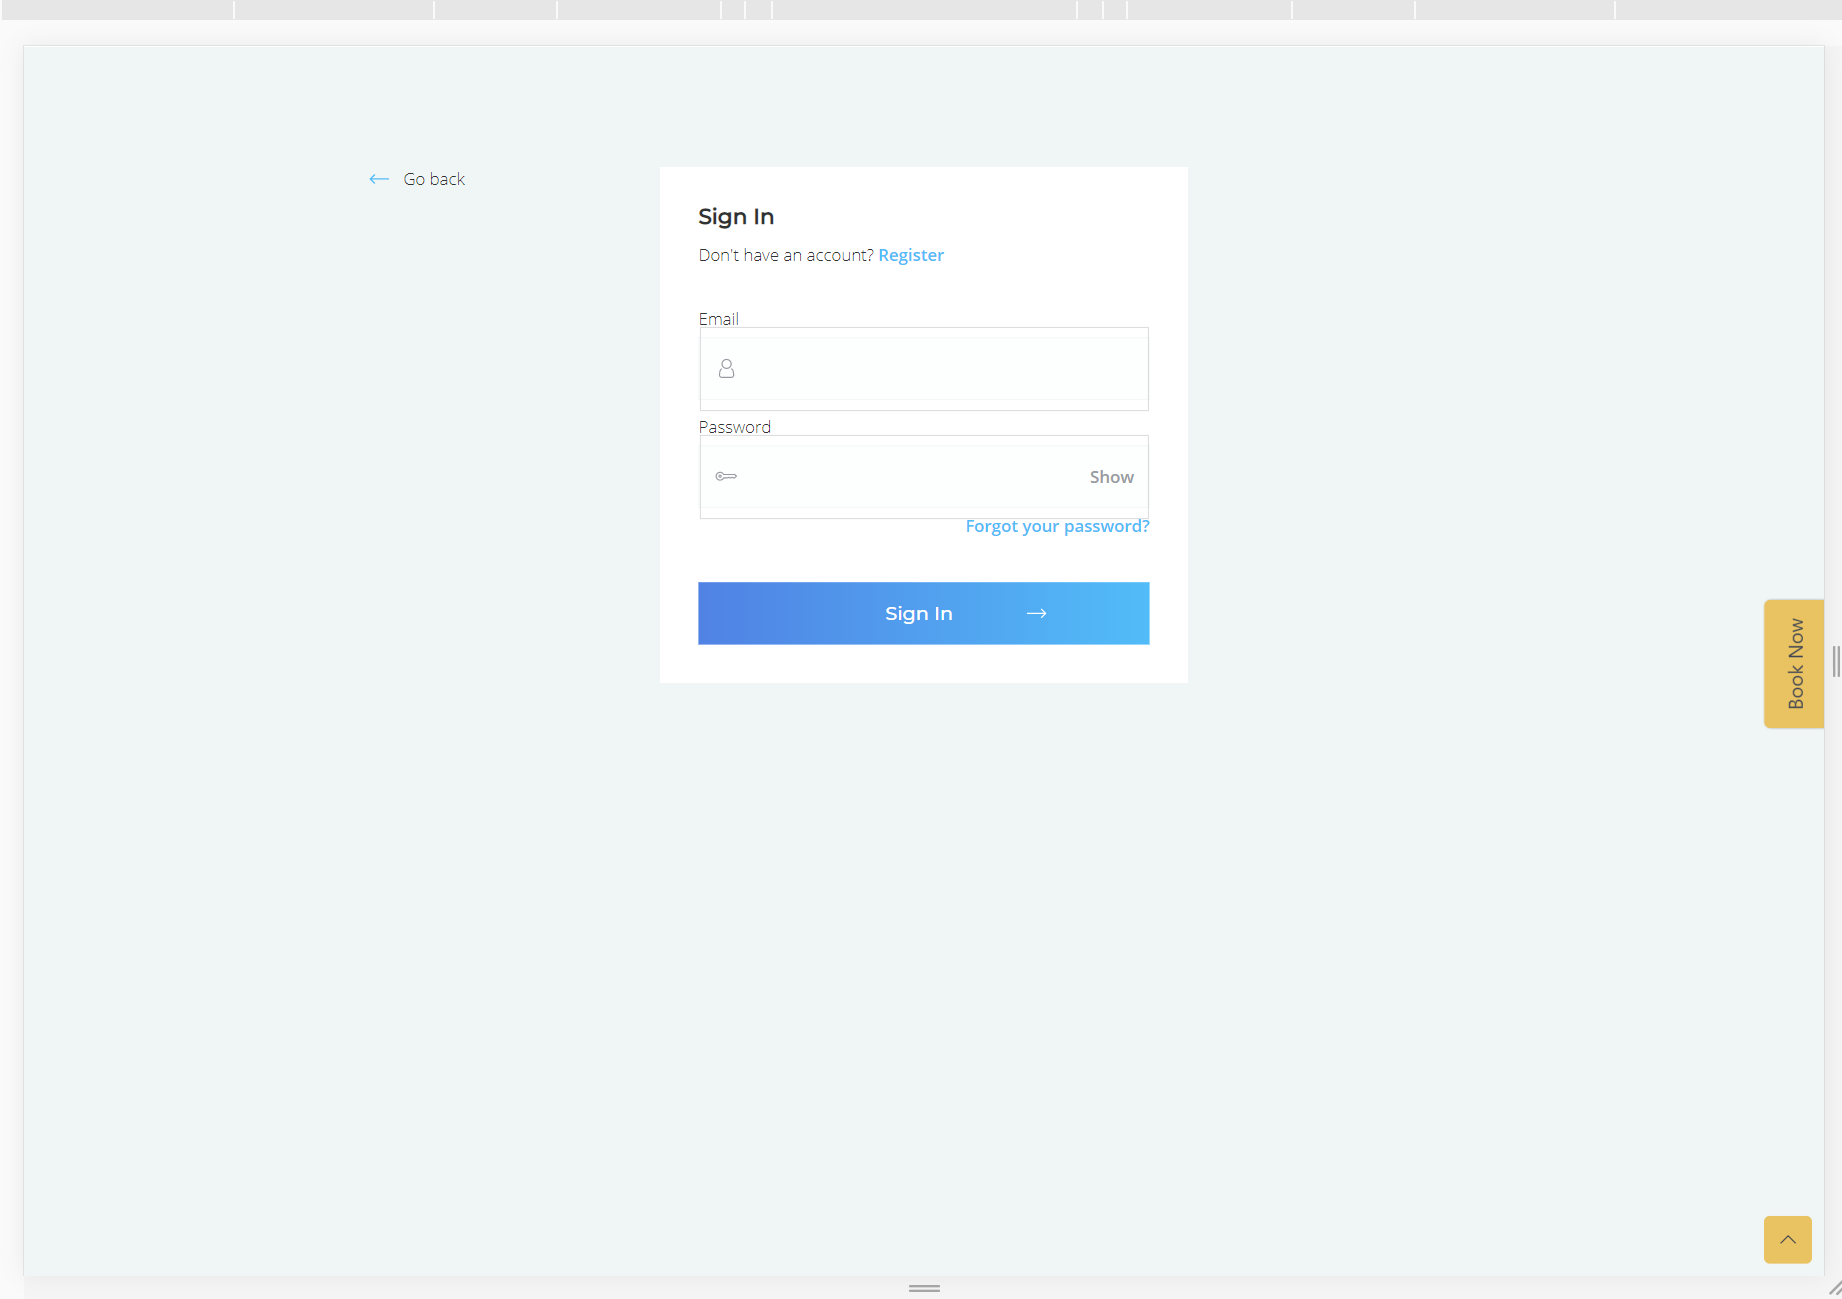 Go back
Sign In
Don't have an account? Register
Email
Password
Show
Forgot your password?
Sign In
Book Now